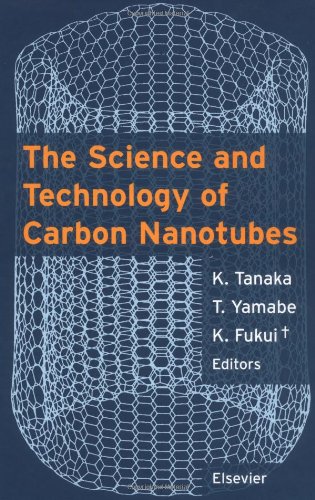 The Science and
Technology of
Carbon Nanotubes
K. Tanaka
T. Yamabe
K. Fukui †
Editors
Elsevier